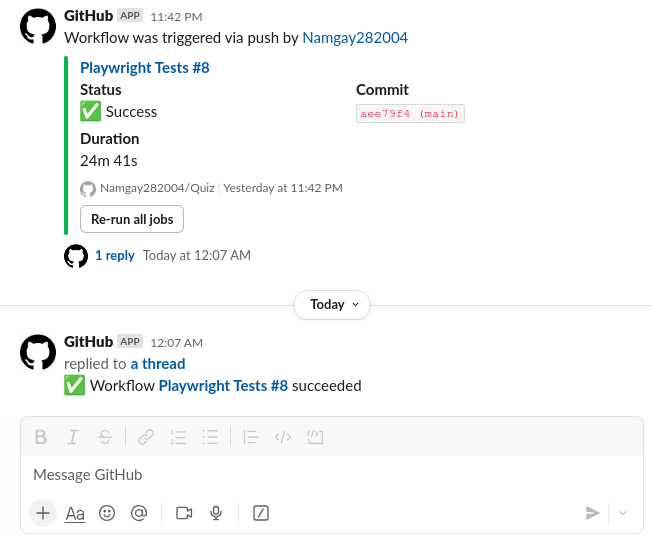 GitHub APP 11:42 PM
Workflow was triggered via push by Namgay282004
Playwright Tests #8
Status Commit
Success aee79f4 (main)
Duration
24m 41s
Namgay282004/Quiz Yesterday at 11:42 PM
Re-run all jobs
1 reply Today at 12:07 AM
Today
GitHub APP 12:07 AM
replied to a thread
Workflow Playwright Tests #8 succeeded
B I S
Message GitHub
Aa